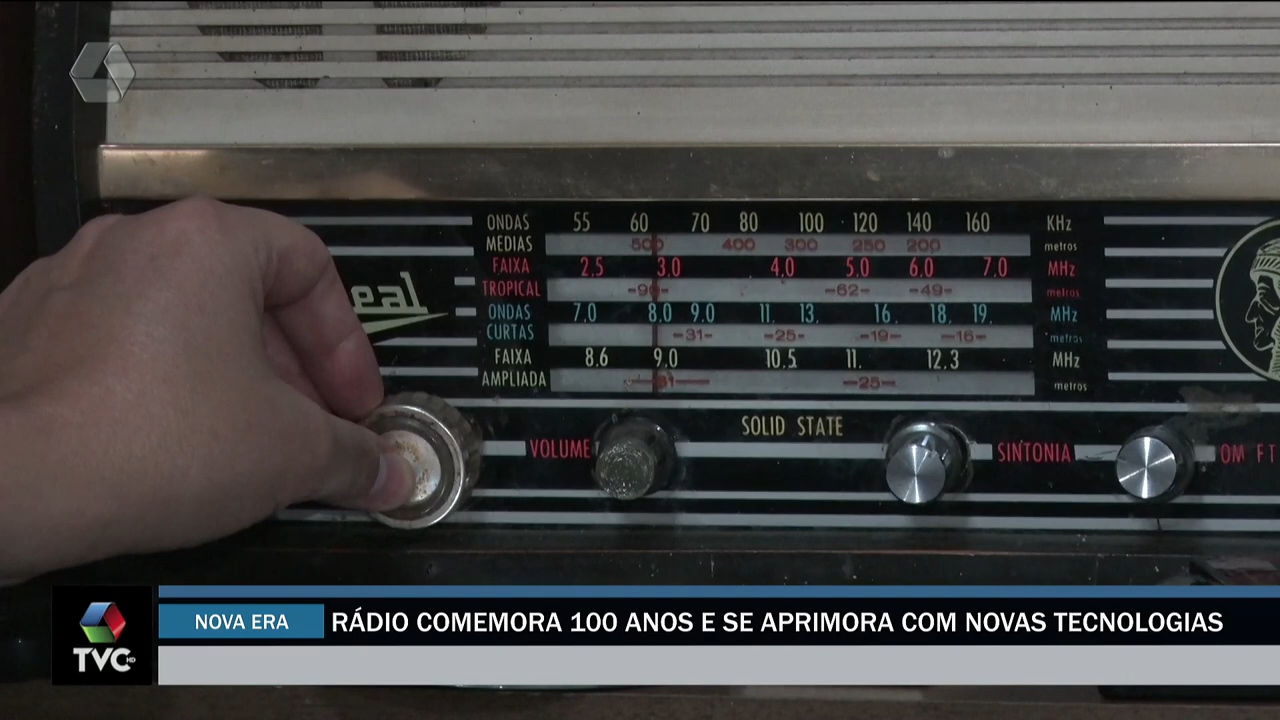 ONDAS MEDIAS 55 60 70 80 100 120 140 160 KHz
500 400 300 250 200 metros
FAIXA TROPICAL 2.5 3.0 4.0 5.0 6.0 7.0 MHz
-90- -62- -49- metros
ONDAS CURTAS 7.0 8.0 9.0 11. 13. 16. 18. 19. MHz
-31- -25- -19- -16- metros
FAIXA AMPLIADA 8.6 9.0 10.5 11. 12.3 MHz
31 -25- metros
eal
SOLID STATE
VOLUME SINTONIA OM FT
NOVA ERA RÁDIO COMEMORA 100 ANOS E SE APRIMORA COM NOVAS TECNOLOGIAS
TVC HD